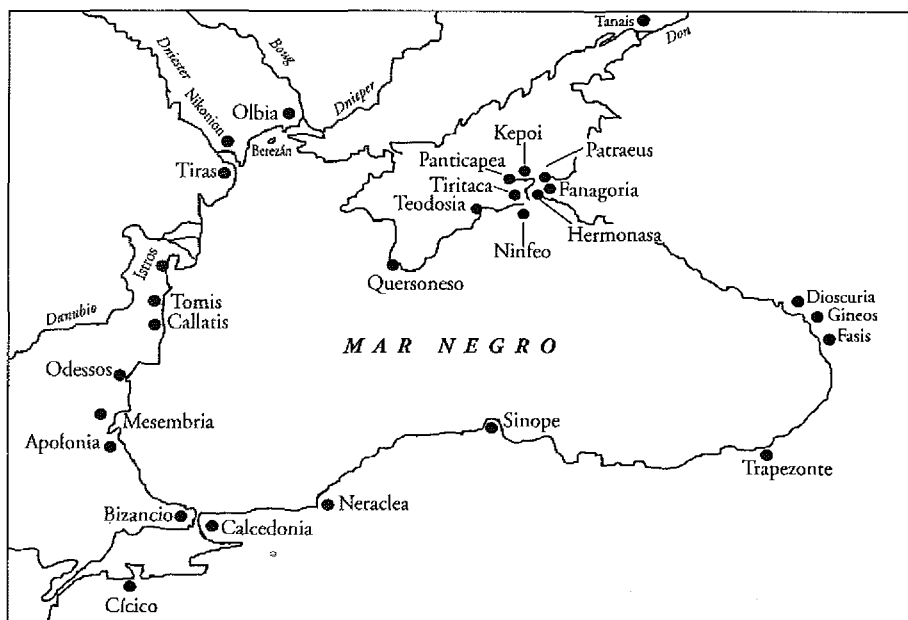 Tanais
Don
Dniester
Boug
Dnieper
Nikonion
Olbia
Berezán
Tiras
Kepoi
Patraeus
Panticapea
Fanagoria
Tiritaca
Teodosia
Hermonasa
Ninfeo
Quersoneso
Istros
Danubio
Tomis
Callatis
Dioscuria
Gineos
Fasis
MAR NEGRO
Odessos
Mesembria
Apofonia
Sinope
Trapezonte
Neraclea
Bizancio
Calcedonia
Cícico